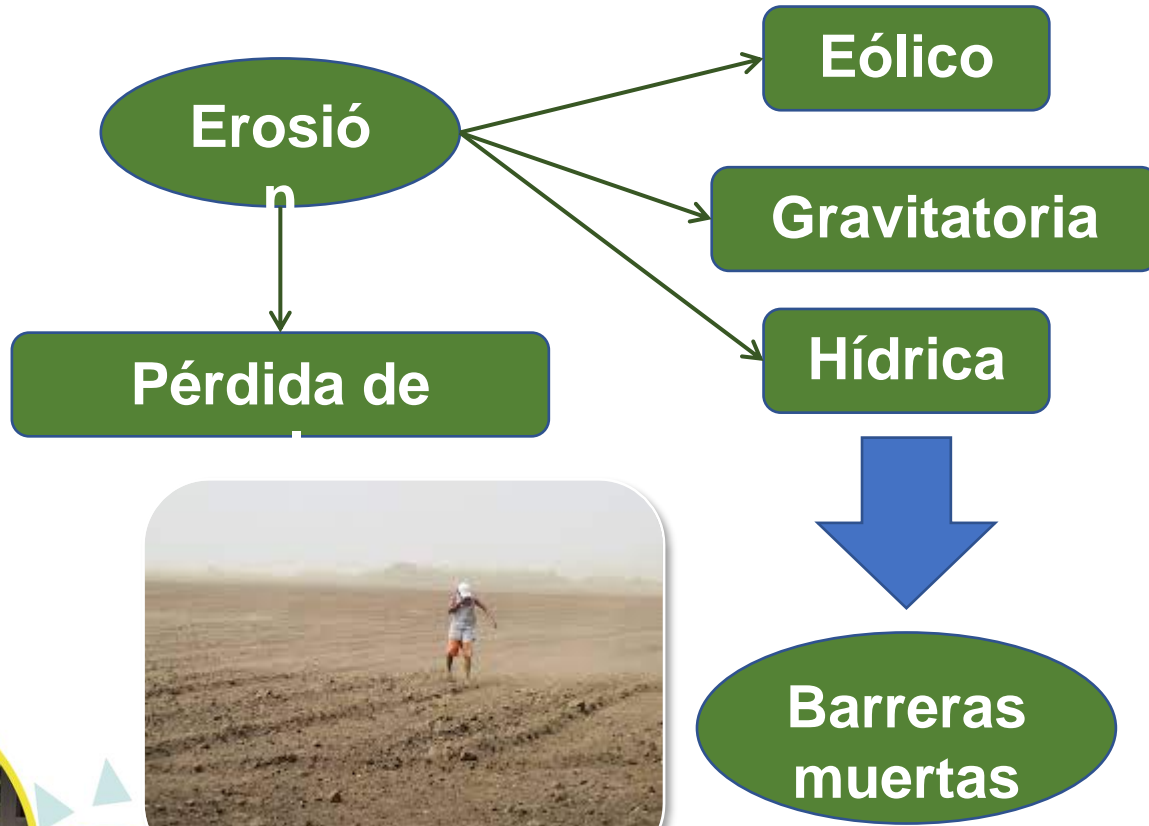 Erosió
n
Eólico
Gravitatoria
Hídrica
Pérdida de
Barreras
muertas